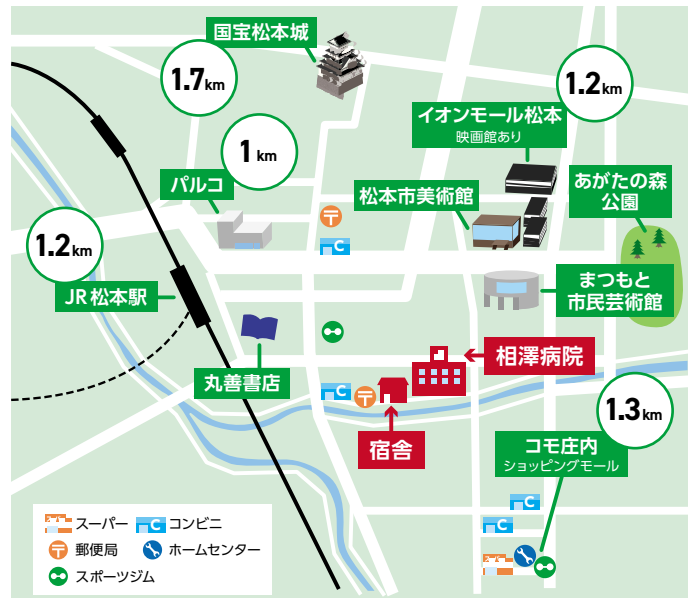 国宝松本城
1.7km
1.2km
イオンモール松本
映画館あり
1km
パルコ
松本市美術館
あがたの森
公園
〒
C
1.2km
JR松本駅
まつもと
市民芸術館
丸善書店
相澤病院
C
〒
宿舎
1.3km
コモ庄内
ショッピングモール
C
C
スーパー
C コンビニ
〒 郵便局
ホームセンター
スポーツジム